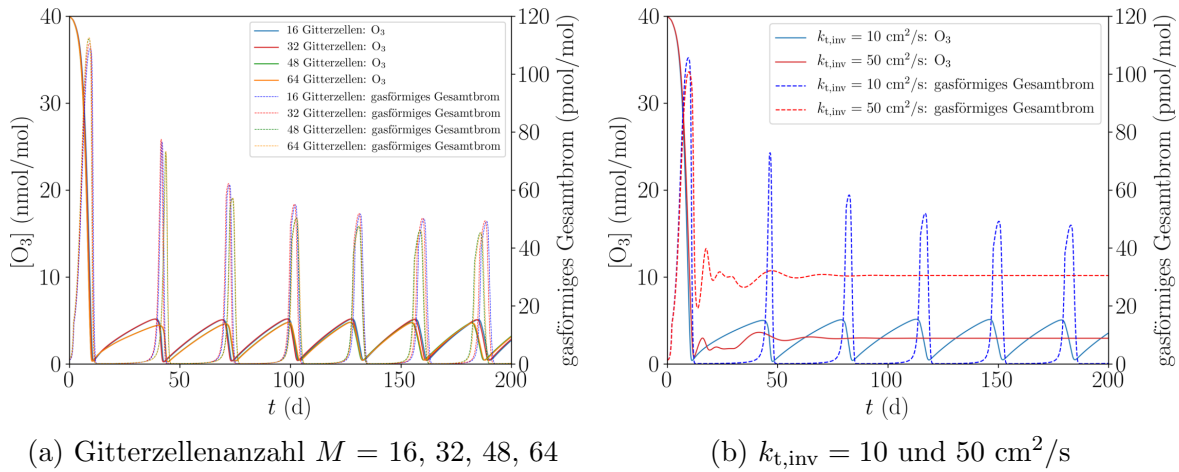 40
30
20
10
0
[O₃] (nmol/mol)
0
50
100
150
200
t (d)
120
100
80
60
40
20
0
gasförmiges Gesamtbrom (pmol/mol)
16 Gitterzellen: O₃
32 Gitterzellen: O₃
48 Gitterzellen: O₃
64 Gitterzellen: O₃
16 Gitterzellen: gasförmiges Gesamtbrom
32 Gitterzellen: gasförmiges Gesamtbrom
48 Gitterzellen: gasförmiges Gesamtbrom
64 Gitterzellen: gasförmiges Gesamtbrom
(a) Gitterzellenanzahl M = 16, 32, 48, 64
40
30
20
10
0
[O₃] (nmol/mol)
0
50
100
150
200
t (d)
120
100
80
60
40
20
0
gasförmiges Gesamtbrom (pmol/mol)
k_t,inv = 10 cm²/s: O₃
k_t,inv = 50 cm²/s: O₃
k_t,inv = 10 cm²/s: gasförmiges Gesamtbrom
k_t,inv = 50 cm²/s: gasförmiges Gesamtbrom
(b) k_t,inv = 10 und 50 cm²/s